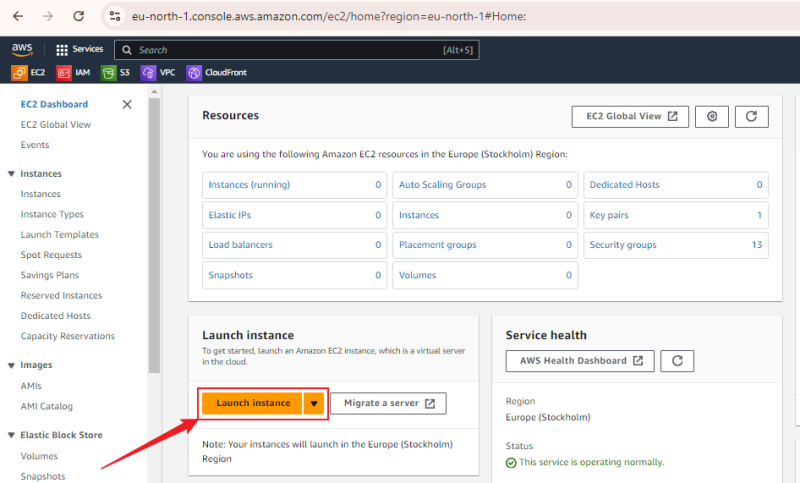 eu-north-1.console.aws.amazon.com/ec2/home?region=eu-north-1#Home:
aws Services Search [Alt+S]
EC2 IAM S3 VPC CloudFront
EC2 Dashboard
EC2 Global View
Events
Instances
Instances
Instance Types
Launch Templates
Spot Requests
Savings Plans
Reserved Instances
Dedicated Hosts
Capacity Reservations
Images
AMIs
AMI Catalog
Elastic Block Store
Volumes
Snapshots
Resources EC2 Global View
You are using the following Amazon EC2 resources in the Europe (Stockholm) Region:
Instances (running) 0 Auto Scaling Groups 0 Dedicated Hosts 0
Elastic IPs 0 Instances 0 Key pairs 1
Load balancers 0 Placement groups 0 Security groups 13
Snapshots 0 Volumes 0
Launch instance
To get started, launch an Amazon EC2 instance, which is a virtual server
in the cloud.
Launch instance Migrate a server
Note: Your instances will launch in the Europe (Stockholm)
Region
Service health
AWS Health Dashboard
Region
Europe (Stockholm)
Status
This service is operating normally.